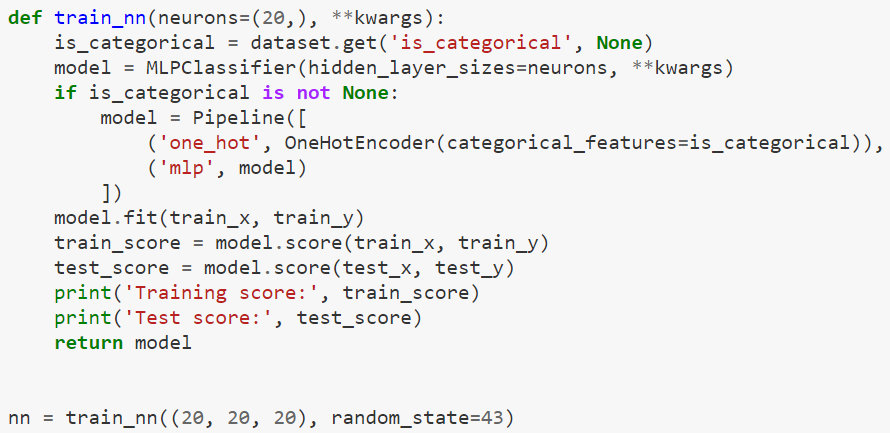 def train_nn(neurons=(20,), **kwargs):
    is_categorical = dataset.get('is_categorical', None)
    model = MLPClassifier(hidden_layer_sizes=neurons, **kwargs)
    if is_categorical is not None:
        model = Pipeline([
            ('one_hot', OneHotEncoder(categorical_features=is_categorical)),
            ('mlp', model)
        ])
    model.fit(train_x, train_y)
    train_score = model.score(train_x, train_y)
    test_score = model.score(test_x, test_y)
    print('Training score:', train_score)
    print('Test score:', test_score)
    return model
nn = train_nn((20, 20, 20), random_state=43)